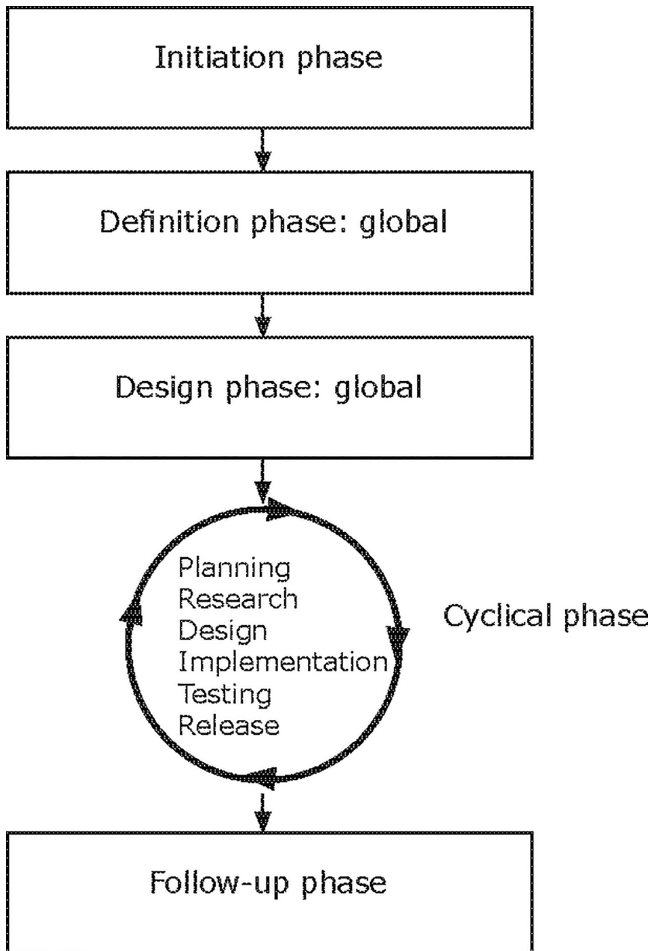 Initiation phase
Definition phase: global
Design phase: global
Planning
Research
Design
Implementation
Testing
Release
Cyclical phase
Follow-up phase